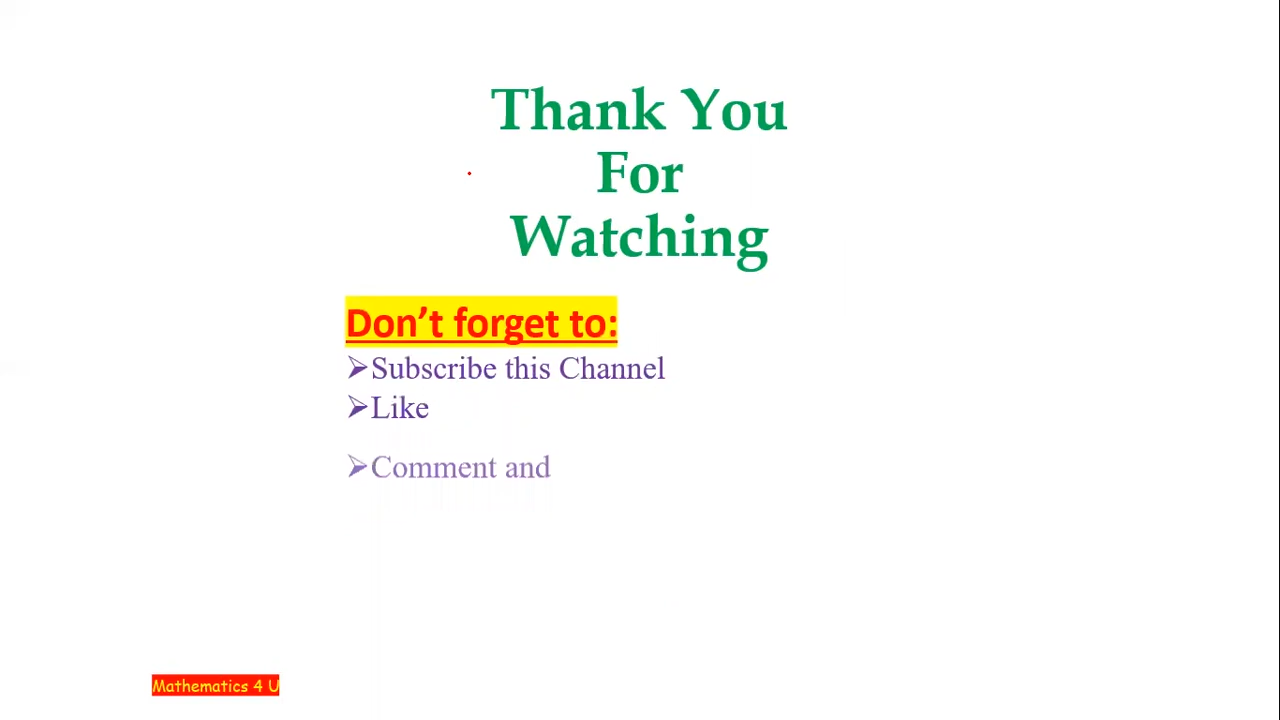 Thank You
For
Watching
Don’t forget to:
➢Subscribe this Channel
➢Like
➢Comment and
Mathematics 4 U